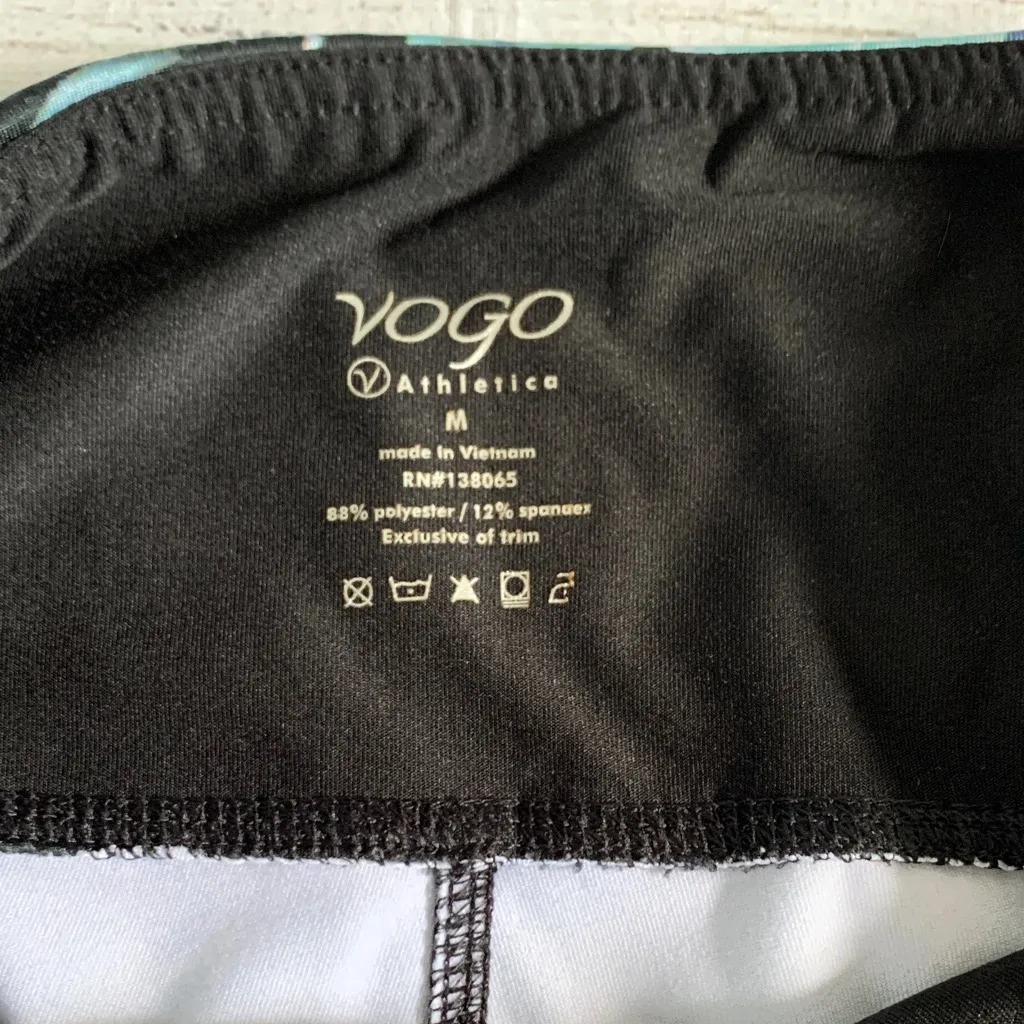 VOGO
Athletica
M
made in Vietnam
RN#138065
88% polyester / 12% spandex
Exclusive of trim